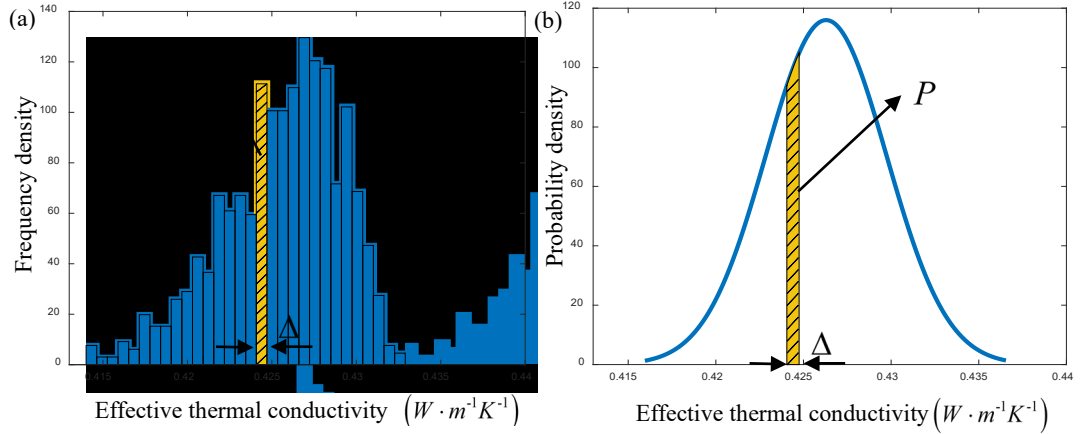 (a)
Frequency density
140
120
100
80
60
40
20
0
Δ
0.415 0.42 0.425 0.43 0.435 0.44
Effective thermal conductivity (W · m⁻¹K⁻¹)
(b)
Probability density
120
100
80
60
40
20
0
P
Δ
0.415 0.42 0.425 0.43 0.435 0.44
Effective thermal conductivity (W · m⁻¹K⁻¹)